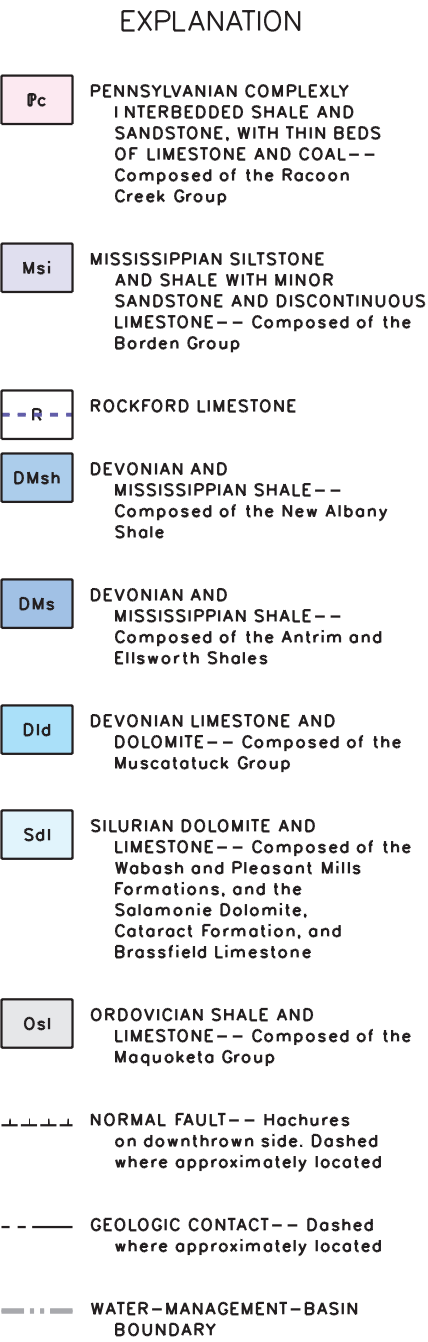 EXPLANATION
ℙc
PENNSYLVANIAN COMPLEXLY
INTERBEDDED SHALE AND
SANDSTONE, WITH THIN BEDS
OF LIMESTONE AND COAL--
Composed of the Racoon
Creek Group
Msi
MISSISSIPPIAN SILTSTONE
AND SHALE WITH MINOR
SANDSTONE AND DISCONTINUOUS
LIMESTONE-- Composed of the
Borden Group
R
ROCKFORD LIMESTONE
DMsh
DEVONIAN AND
MISSISSIPPIAN SHALE--
Composed of the New Albany
Shale
DMs
DEVONIAN AND
MISSISSIPPIAN SHALE--
Composed of the Antrim and
Ellsworth Shales
Dld
DEVONIAN LIMESTONE AND
DOLOMITE-- Composed of the
Muscatatuck Group
Sdl
SILURIAN DOLOMITE AND
LIMESTONE-- Composed of the
Wabash and Pleasant Mills
Formations, and the
Salamonie Dolomite,
Cataract Formation, and
Brassfield Limestone
Osl
ORDOVICIAN SHALE AND
LIMESTONE-- Composed of the
Maquoketa Group
NORMAL FAULT-- Hachures
on downthrown side. Dashed
where approximately located
GEOLOGIC CONTACT-- Dashed
where approximately located
WATER-MANAGEMENT-BASIN
BOUNDARY